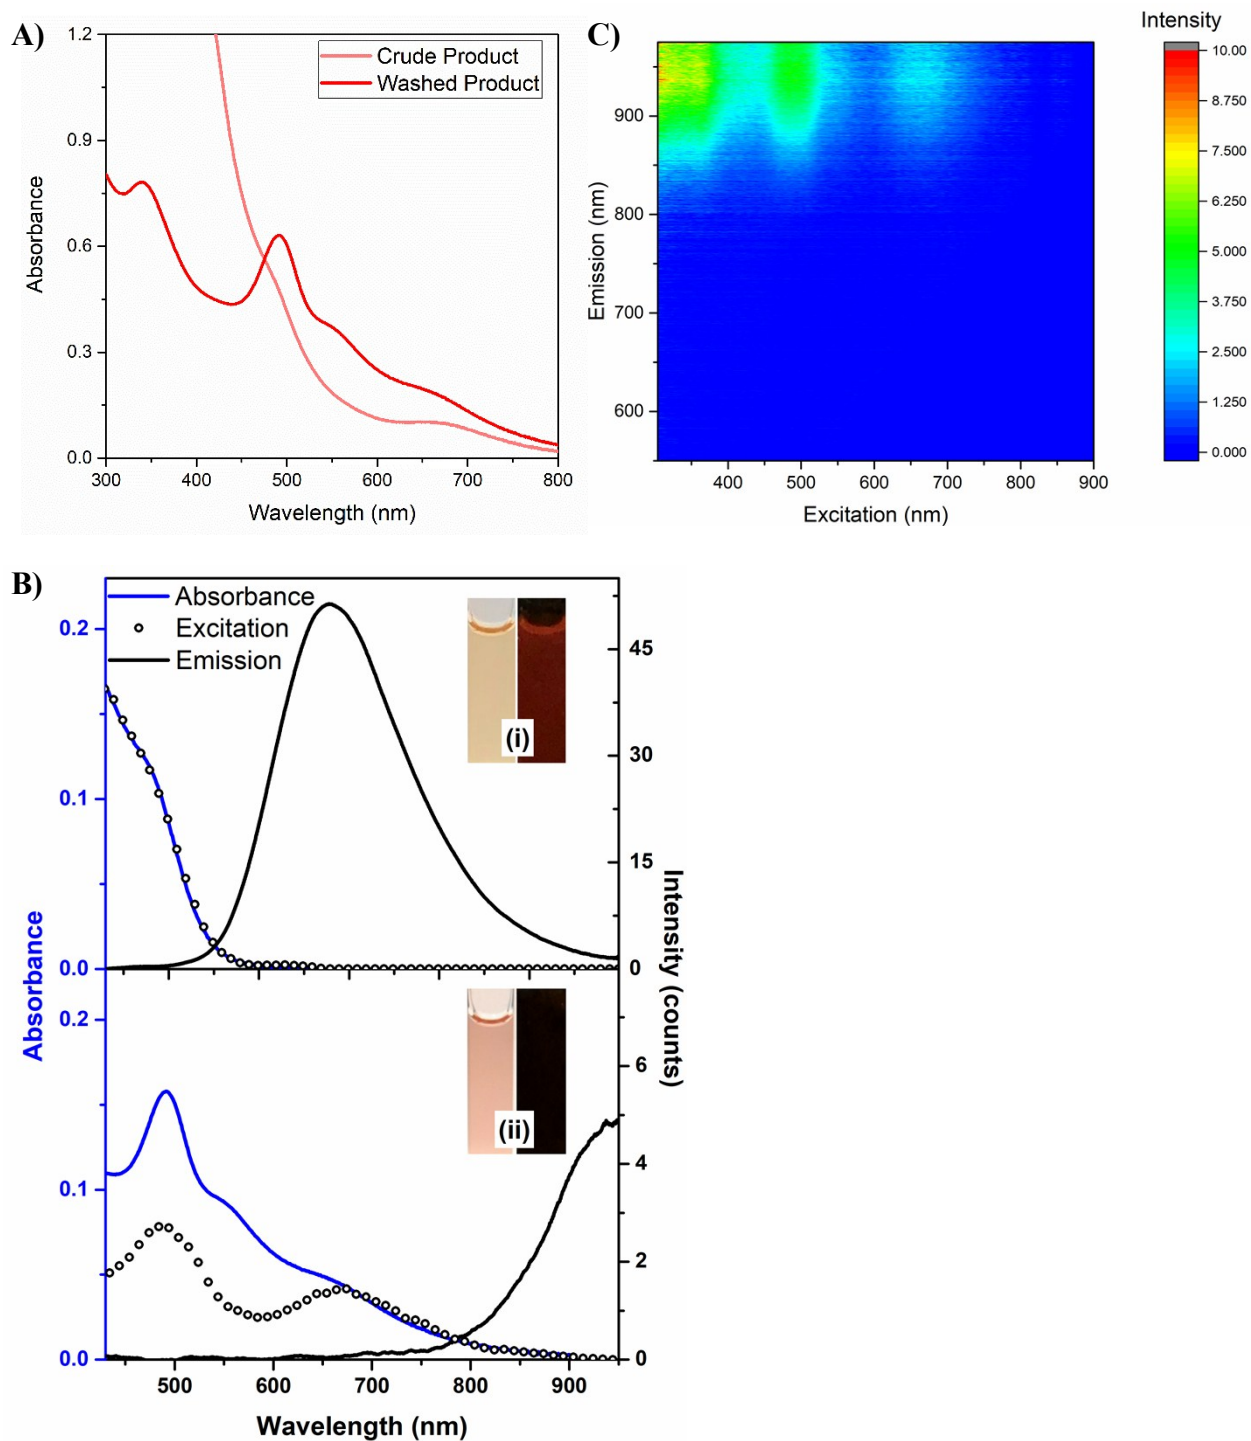 A)
1.2
0.9
0.6
0.3
0.0
Absorbance
300
400
500
600
700
800
Wavelength (nm)
Crude Product
Washed Product
C)
Intensity
900
800
700
600
Emission (nm)
400
500
600
700
800
900
Excitation (nm)
10.00
8.750
7.500
6.250
5.000
3.750
2.500
1.250
0.000
B)
Absorbance
Excitation
Emission
0.2
0.1
0.0
45
30
15
0
(i)
0.2
0.1
0.0
6
4
2
0
(ii)
Absorbance
Intensity (counts)
500
600
700
800
900
Wavelength (nm)